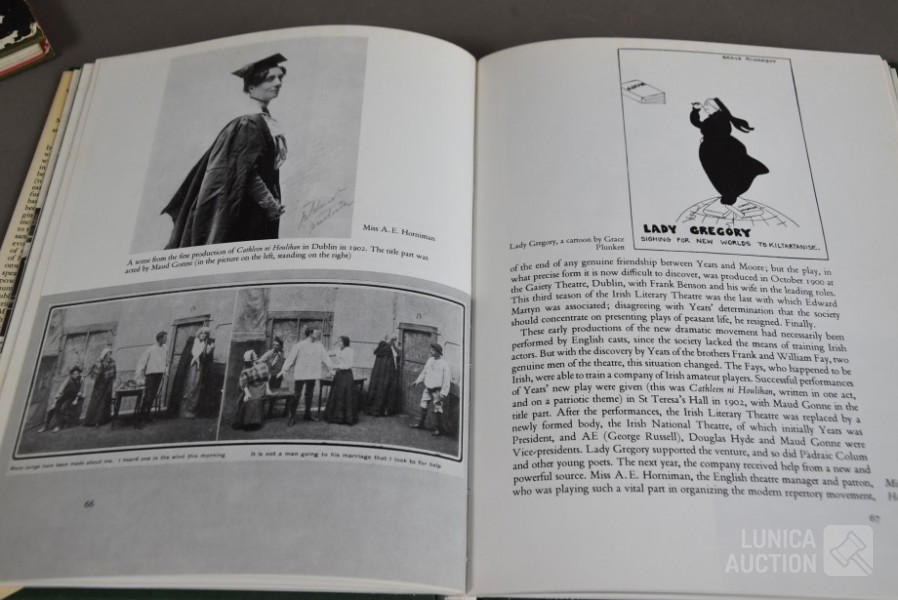 Miss A. E. Horniman
A scene from the first production of Cathleen ni Houlihan in Dublin in 1902. The title part was
acted by Maud Gonne (in the picture on the left, standing on the right)
songs have been made about me. I heard one in the wind this morning
It is not a man going to his marriage that I look to for help
66
LADY GREGORY
SIGHING FOR NEW WORLDS TO KILTARTANISE.
Lady Gregory, a cartoon by Grace
Plunkett
of the end of any genuine friendship between Yeats and Moore; but the play, in
what precise form it is now difficult to discover, was produced in October 1900 at
the Gaiety Theatre, Dublin, with Frank Benson and his wife in the leading roles.
This third season of the Irish Literary Theatre was the last with which Edward
Martyn was associated; disagreeing with Yeats' determination that the society
should concentrate on presenting plays of peasant life, he resigned. Finally.
These early productions of the new dramatic movement had necessarily been
performed by English casts, since the society lacked the means of training Irish
actors. But with the discovery by Yeats of the brothers Frank and William Fay, two
genuine men of the theatre, this situation changed. The Fays, who happened to be
Irish, were able to train a company of Irish amateur players. Successful performances
of Yeats' new play were given (this was Cathleen ni Houlihan, written in one act,
and on a patriotic theme) in St Teresa's Hall in 1902, with Maud Gonne in the
title part. After the performances, the Irish Literary Theatre was replaced by a
newly formed body, the Irish National Theatre, of which initially Yeats was
President, and AE (George Russell), Douglas Hyde and Maud Gonne were
Vice-presidents. Lady Gregory supported the venture, and so did Pàdraic Colum
and other young poets. The next year, the company received help from a new and
powerful source. Miss A. E. Horniman, the English theatre manager and patron,
who was playing such a vital part in organizing the modern repertory movement,
67
LUNICA
AUCTION